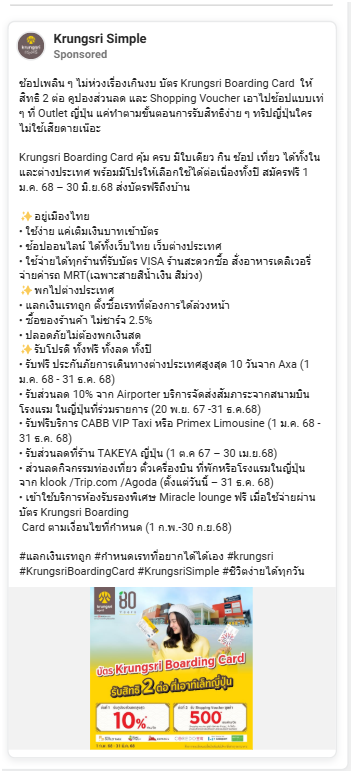 Krungsri Simple
Sponsored
ช้อปเพลิน ๆ ไม่ห่วงเรื่องเกินงบ บัตร Krungsri Boarding Card ให้
สิทธิ 2 ต่อ คูปองส่วนลด และ Shopping Voucher เอาไปช้อปแบบเท่
ๆ ที่ Outlet ญี่ปุ่น แค่ทำตามขั้นตอนการรับสิทธิง่าย ๆ ทริปญี่ปุ่นใคร
ไม่ใช้เสียดายเน้อะ
Krungsri Boarding Card คุ้ม ครบ มีใบเดียว กิน ช้อป เที่ยว ได้ทั้งใน
และต่างประเทศ พร้อมมีโปรให้เลือกใช้ได้ต่อเนื่องทั้งปี สมัครฟรี 1
ม.ค. 68 – 30 มิ.ย.68 ส่งบัตรฟรีถึงบ้าน
✨อยู่เมืองไทย
• ใช้ง่าย แค่เติมเงินบาทเข้าบัตร
• ช้อปออนไลน์ ได้ทั้งเว็บไทย เว็บต่างประเทศ
• ใช้จ่ายได้ทุกร้านที่รับบัตร VISA ร้านสะดวกซื้อ สั่งอาหารเดลิเวอรี่
จ่ายค่ารถ MRT(เฉพาะสายสีน้ำเงิน สีม่วง)
✨พกไปต่างประเทศ
• แลกเงินเรทถูก ตั้งซื้อเรทที่ต้องการได้ล่วงหน้า
• ซื้อของร้านค้า ไม่ชาร์จ 2.5%
• ปลอดภัยไม่ต้องพกเงินสด
✨รับโปรดี ทั้งฟรี ทั้งลด ทั้งปี
• รับฟรี ประกันภัยการเดินทางต่างประเทศสูงสุด 10 วันจาก Axa (1
ม.ค. 68 - 31 ธ.ค. 68)
• รับส่วนลด 10% จาก Airporter บริการจัดส่งสัมภาระจากสนามบิน
โรงแรม ในญี่ปุ่นที่ร่วมรายการ (20 พ.ย. 67 -31 ธ.ค.68)
• รับฟรีบริการ CABB VIP Taxi หรือ Primex Limousine (1 ม.ค. 68 -
31 ธ.ค. 68)
• รับส่วนลดที่ร้าน TAKEYA ญี่ปุ่น (1 ต.ค 67 – 30 เม.ย.68)
• ส่วนลดกิจกรรมท่องเที่ยว ตั๋วเครื่องบิน ที่พักหรือโรงแรมในญี่ปุ่น
จาก klook /Trip.com /Agoda (ตั้งแต่วันนี้ – 31 ธ.ค. 68)
• เข้าใช้บริการห้องรับรองพิเศษ Miracle lounge ฟรี เมื่อใช้จ่ายผ่าน
บัตร Krungsri Boarding
Card ตามเงื่อนไขที่กำหนด (1 ก.พ.-30 ก.ย.68)
#แลกเงินเรทถูก #กำหนดเรทที่อยากได้ได้เอง #krungsri
#KrungsriBoardingCard #KrungsriSimple #ชีวิตง่ายได้ทุกวัน
krungsri
80
บัตร Krungsri Boarding Card
รับสิทธิ 2 ต่อ ที่เอาท์เล็ทญี่ปุ่น
10%
500